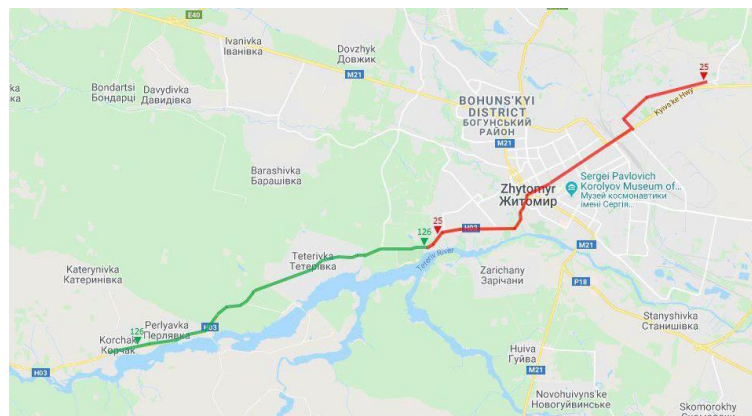 E40
Ivanivka
Іванівка
Dovzhyk
Довжик
M21
Bondartsi
Бондарці
Davydivka
Давидівка
BOHUNS'KYI
DISTRICT
БОГУНСЬКИЙ
РАЙОН
M21
25
Kyivs'ke Hwy
Barashivka
Барашівка
Zhytomyr
Житомир
Sergei Pavlovich
Korolyov Museum of...
Музей космонавтики
імені Сергія...
25
126
H03
Teterivka
Тетерівка
Teteriv River
M21
Katerynivka
Катеринівка
Zarichany
Зарічани
P18
Stanyshivka
Станишівка
Perlyavka
Перлявка
H03
126
Korchak
Корчак
H03
Huiva
Гуйва
M21
Novohuivyns'ke
Новогуйвинське
Skomorokhy